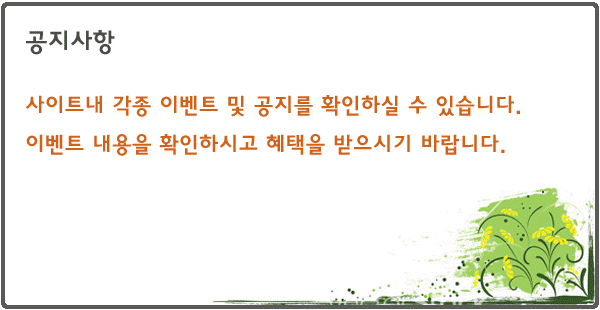 공지사항
사이트내 각종 이벤트 및 공지를 확인하실 수 있습니다.
이벤트 내용을 확인하시고 혜택을 받으시기 바랍니다.